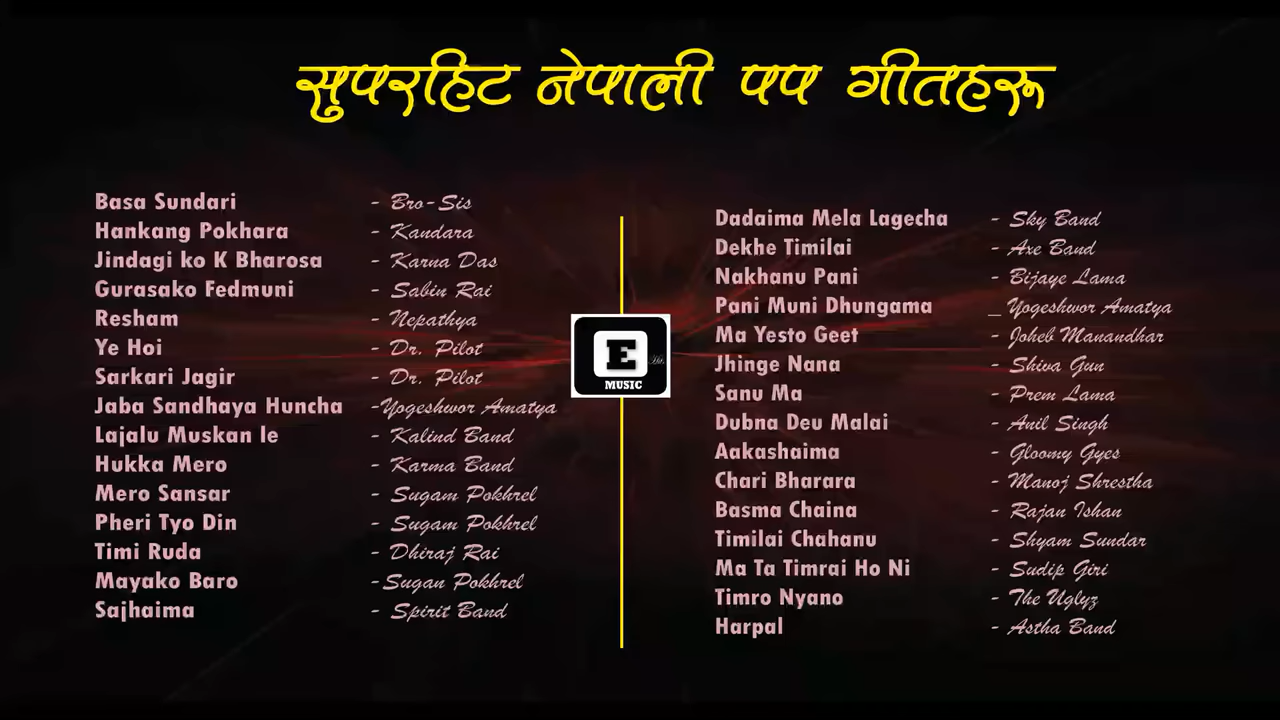 सुपरहिट नेपाली पप गीतहरू
Basa Sundari - Bro-Sis
Hankang Pokhara - Kandara
Jindagi ko K Bharosa - Karna Das
Gurasako Fedmuni - Sabin Rai
Resham - Nepathya
Ye Hoi - Dr. Pilot
Sarkari Jagir - Dr. Pilot
Jaba Sandhaya Huncha -Yogeshwor Amatya
Lajalu Muskan le - Kalind Band
Hukka Mero - Karma Band
Mero Sansar - Sugam Pokhrel
Pheri Tyo Din - Sugam Pokhrel
Timi Ruda - Dhiraj Rai
Mayako Baro -Sugan Pokhrel
Sajhaima - Spirit Band
E
MUSIC
Dadaima Mela Lagecha - Sky Band
Dekhe Timilai - Axe Band
Nakhanu Pani - Bijaye Lama
Pani Muni Dhungama _ Yogeshwor Amatya
Ma Yesto Geet - Joheb Manandhar
Jhinge Nana - Shiva Gun
Sanu Ma - Prem Lama
Dubna Deu Malai - Anil Singh
Aakashaima - Gloomy Gyes
Chari Bharara - Manoj Shrestha
Basma Chaina - Rajan Ishan
Timilai Chahanu - Shyam Sundar
Ma Ta Timrai Ho Ni - Sudip Giri
Timro Nyano - The Uglyz
Harpal - Astha Band